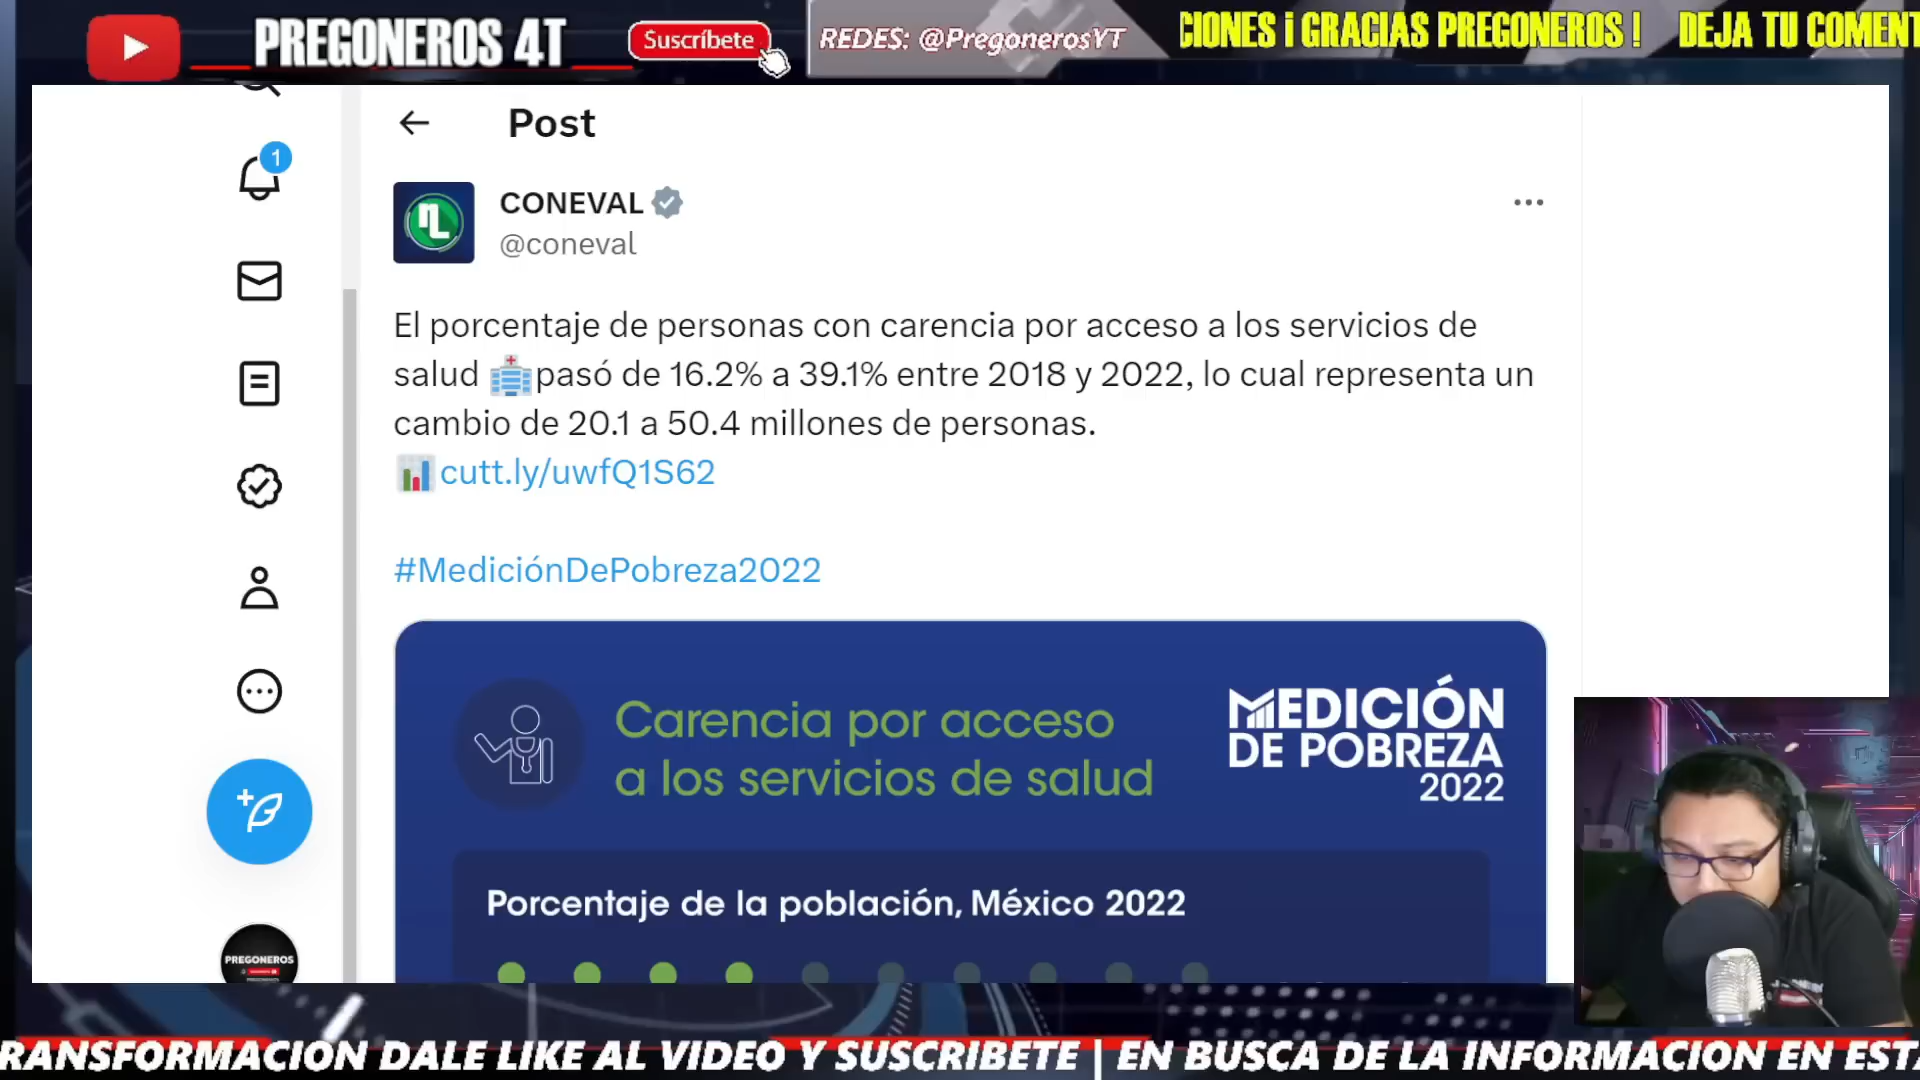 PREGONEROS 4T
Suscríbete
REDES: @PregonerosYT
CIONES ¡ GRACIAS PREGONEROS ! DEJA TU COMENT
Post
1
CONEVAL
@coneval
El porcentaje de personas con carencia por acceso a los servicios de
salud 🏥pasó de 16.2% a 39.1% entre 2018 y 2022, lo cual representa un
cambio de 20.1 a 50.4 millones de personas.
📊cutt.ly/uwfQ1S62
#MediciónDePobreza2022
Carencia por acceso
a los servicios de salud
MEDICIÓN
DE POBREZA
2022
Porcentaje de la población, México 2022
PREGONEROS
RANSFORMACION DALE LIKE AL VIDEO Y SUSCRIBETE | EN BUSCA DE LA INFORMACION EN ESTA